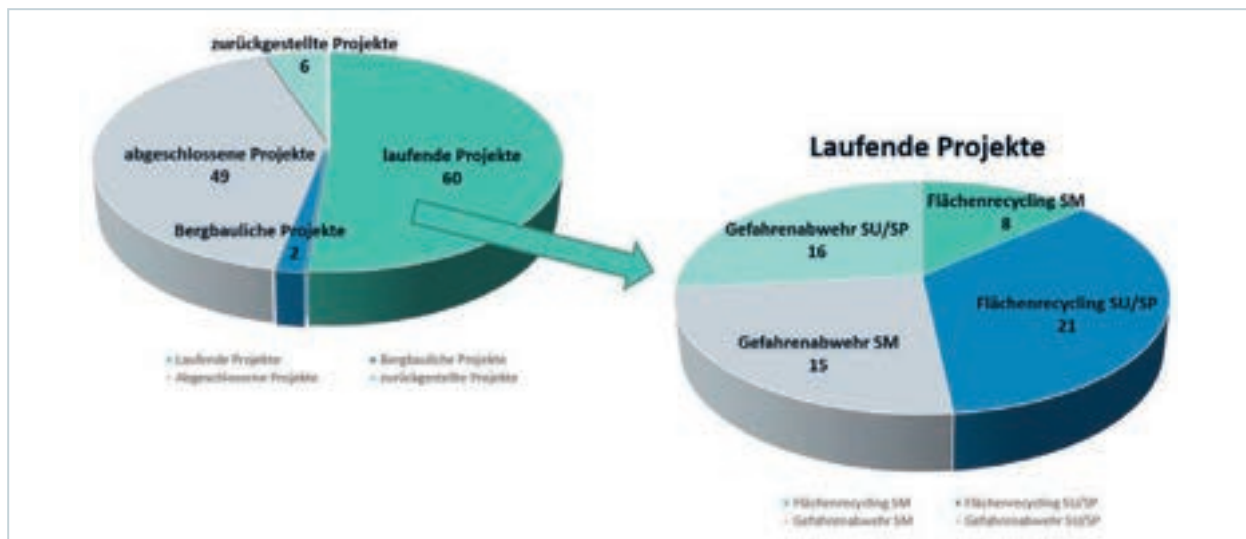 zurückgestellte Projekte
6
abgeschlossene Projekte
49
laufende Projekte
60
Bergbauliche Projekte
2
Laufende Projekte
Bergbauliche Projekte
Abgeschlossene Projekte
zurückgestellte Projekte
Laufende Projekte
Flächenrecycling SM
8
Gefahrenabwehr SU/SP
16
Flächenrecycling SU/SP
21
Gefahrenabwehr SM
15
Flächenrecycling SM
Flächenrecycling SU/SP
Gefahrenabwehr SM
Gefahrenabwehr SU/SP